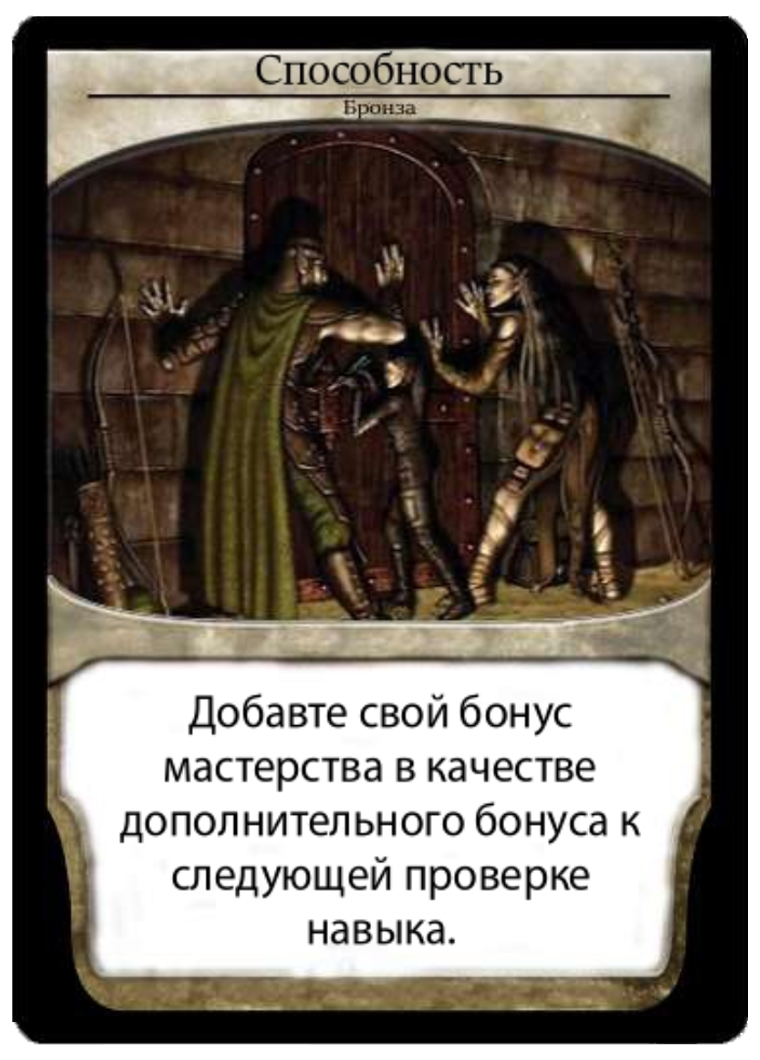 Способность
Бронза
Добавте свой бонус
мастерства в качестве
дополнительного бонуса к
следующей проверке
навыка.